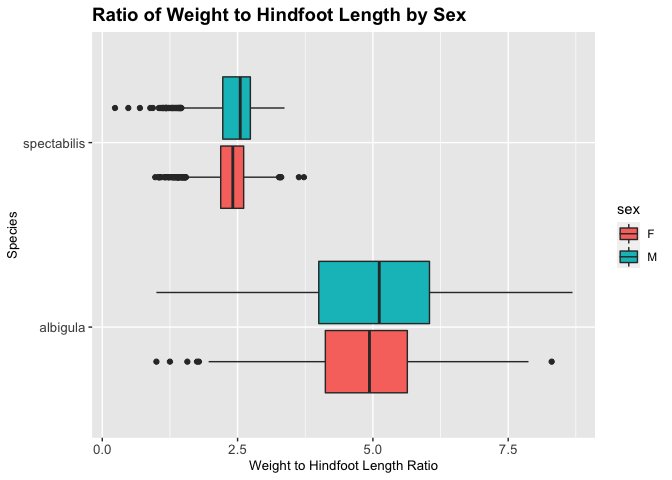 Ratio of Weight to Hindfoot Length by Sex
Species
spectabilis
albigula
0.0 2.5 5.0 7.5
Weight to Hindfoot Length Ratio
sex
F
M